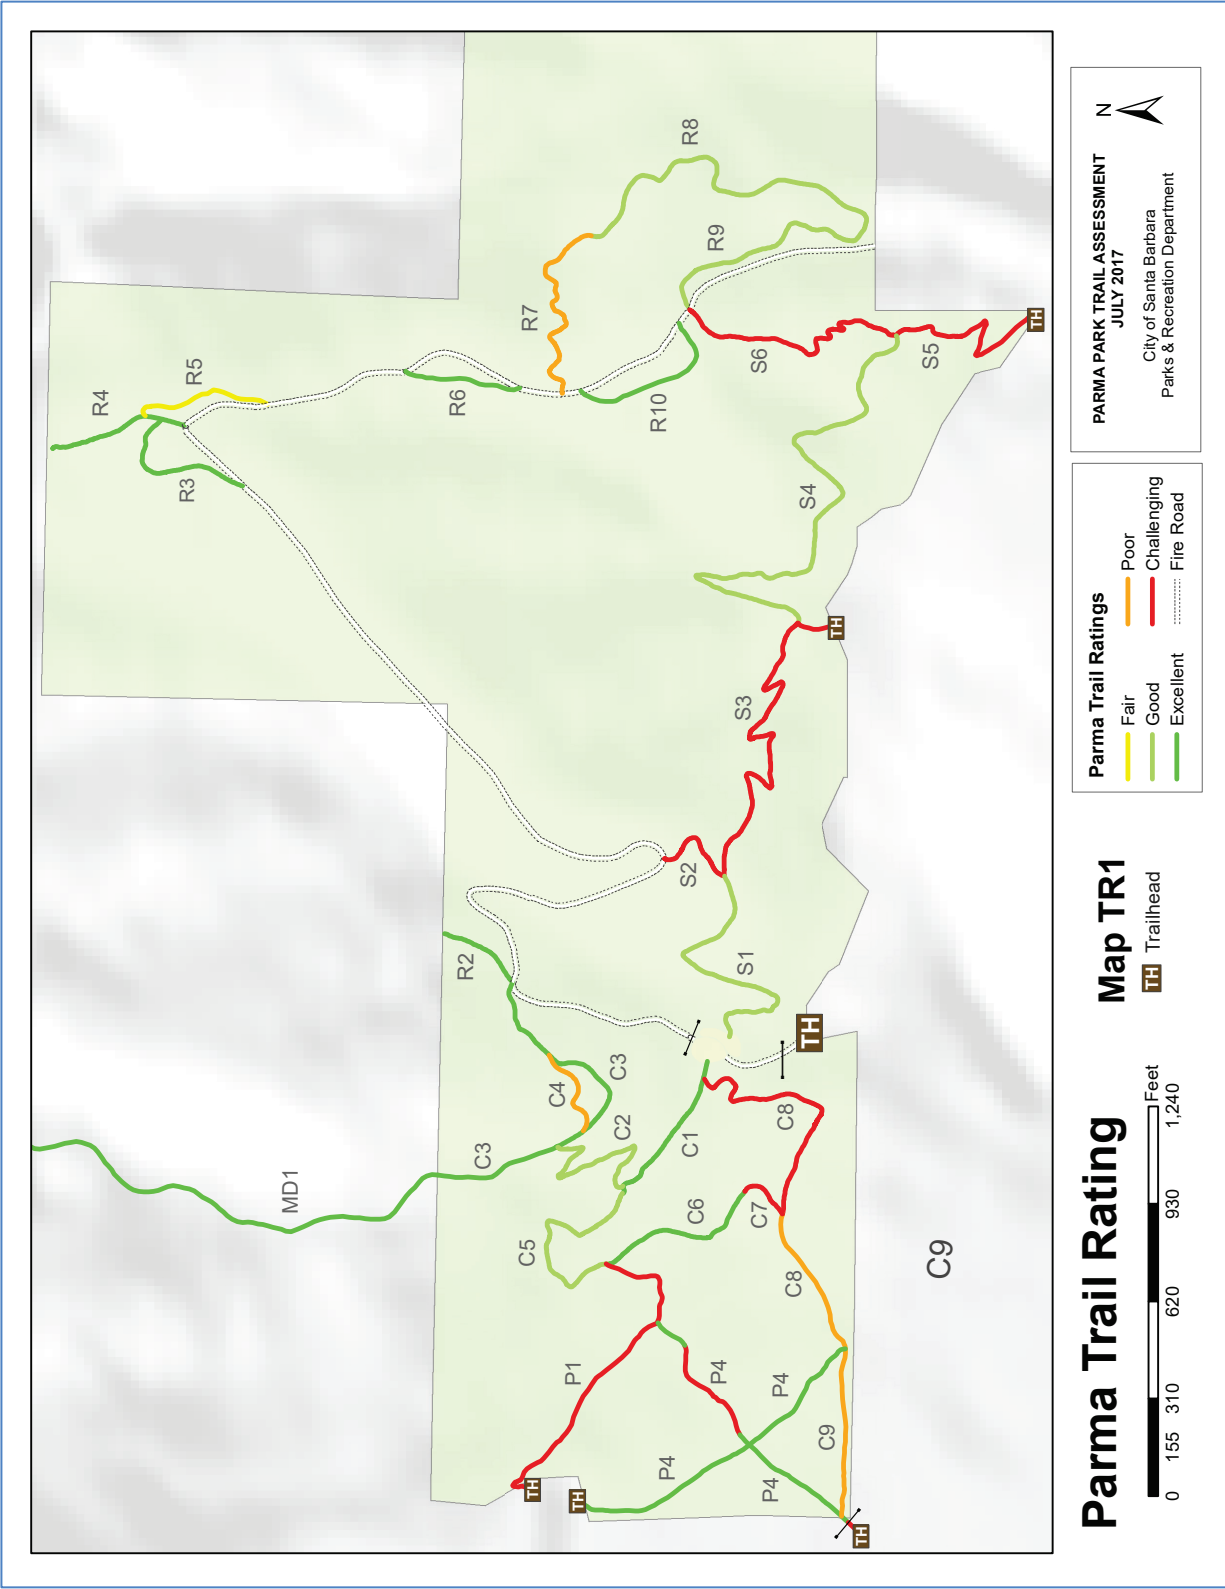 R4
R5
R3
R6
R7
R8
R9
R10
S6
S5
S4
S3
S2
S1
R2
C3
C4
C3
C2
C1
C8
MD1
C5
C6
C7
C8
C9
P1
P4
P4
P4
P4
C9
TH
TH
TH
TH
TH
TH
Parma Trail Rating
0 155 310 620 930 1,240
Feet
Map TR1
TH Trailhead
Parma Trail Ratings
Fair
Good
Excellent
Poor
Challenging
Fire Road
PARMA PARK TRAIL ASSESSMENT
JULY 2017
City of Santa Barbara
Parks & Recreation Department
N